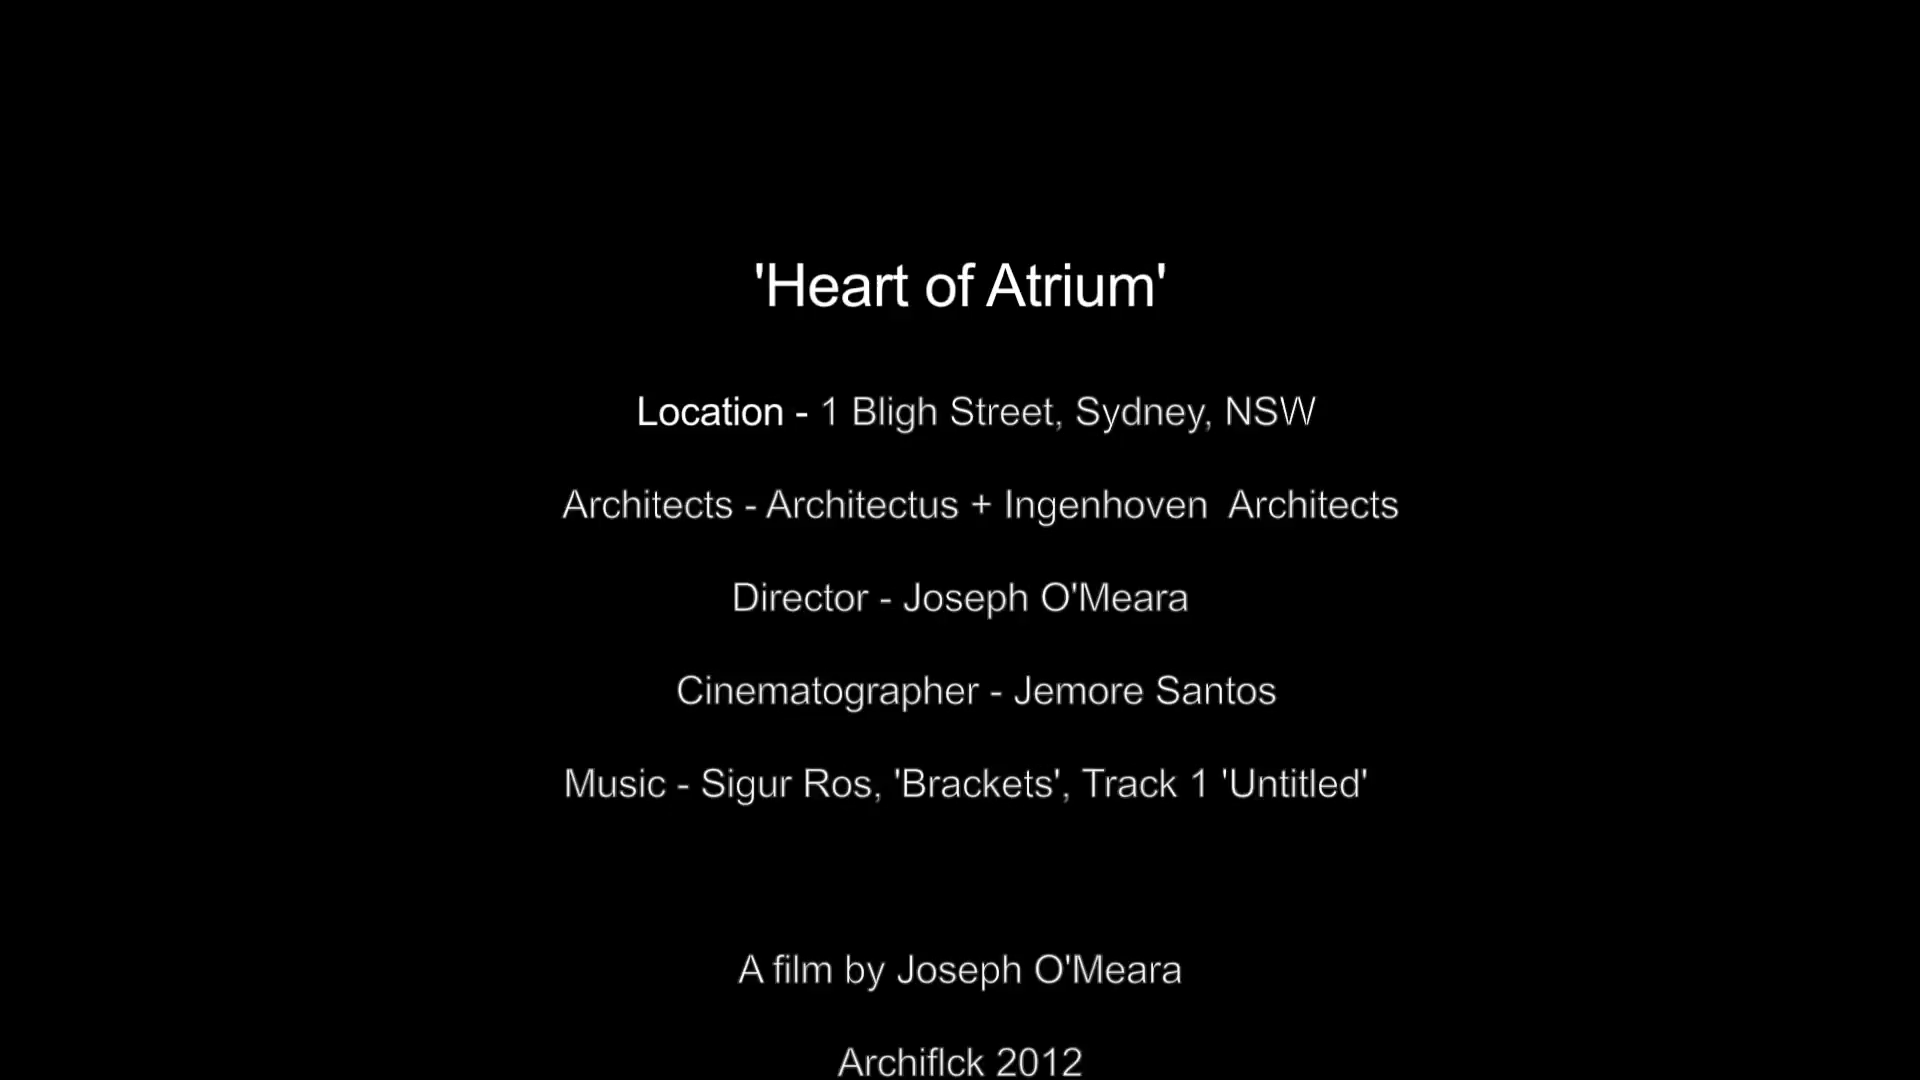 'Heart of Atrium'
Location - 1 Bligh Street, Sydney, NSW
Architects - Architectus + Ingenhoven  Architects
Director - Joseph O'Meara
Cinematographer - Jemore Santos
Music - Sigur Ros, 'Brackets', Track 1 'Untitled'
A film by Joseph O'Meara
Archiflck 2012